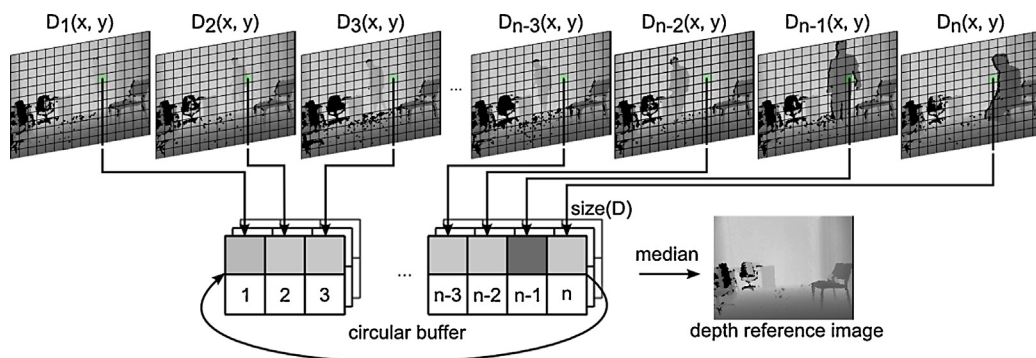 D1(x, y) D2(x, y) D3(x, y) Dn-3(x, y) Dn-2(x, y) Dn-1(x, y) Dn(x, y)
...
size(D)
median
...
1 2 3 n-3 n-2 n-1 n
circular buffer
depth reference image